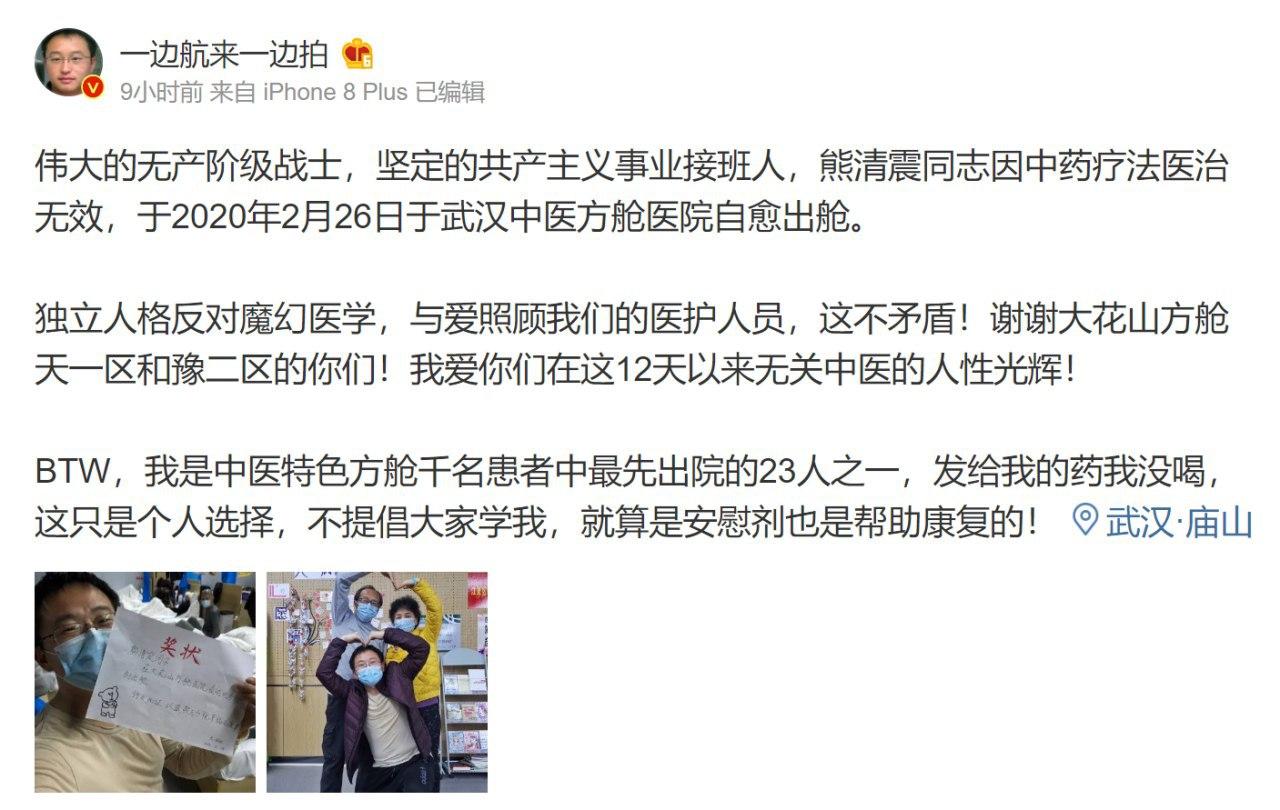 一边航来一边拍
9小时前 来自 iPhone 8 Plus 已编辑
伟大的无产阶级战士，坚定的共产主义事业接班人，熊清震同志因中药疗法医治
无效，于2020年2月26日于武汉中医方舱医院自愈出舱。
独立人格反对魔幻医学，与爱照顾我们的医护人员，这不矛盾！谢谢大花山方舱
天一区和豫二区的你们！我爱你们在这12天以来无关中医的人性光辉！
BTW，我是中医特色方舱千名患者中最先出院的23人之一，发给我的药我没喝，
这只是个人选择，不提倡大家学我，就算是安慰剂也是帮助康复的！ 武汉·庙山
奖状